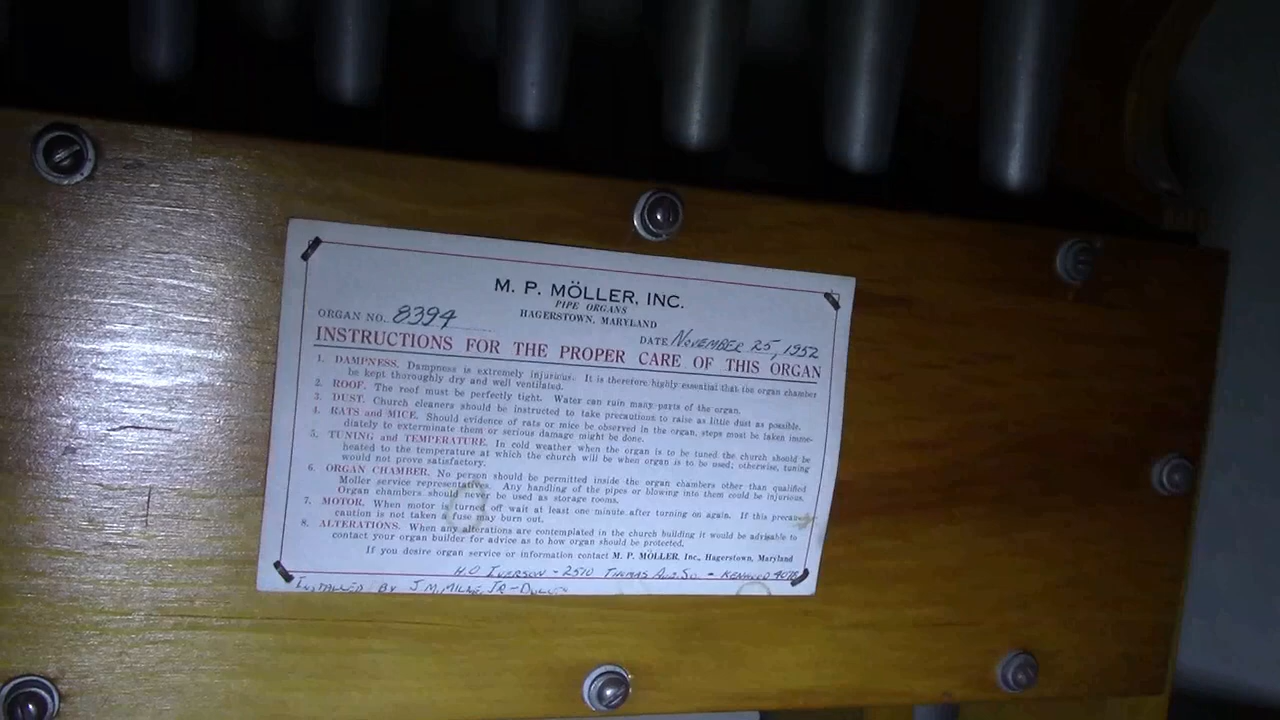 M. P. MÖLLER, INC.
PIPE ORGANS
HAGERSTOWN, MARYLAND
ORGAN NO. 8394
DATE NOVEMBER 25, 1952
INSTRUCTIONS FOR THE PROPER CARE OF THIS ORGAN
1. DAMPNESS. Dampness is extremely injurious. It is therefore highly essential that the organ chamber
be kept thoroughly dry and well ventilated.
2. ROOF. The roof must be perfectly tight. Water can ruin many parts of the organ.
3. DUST. Church cleaners should be instructed to take precautions to raise as little dust as possible.
4. RATS and MICE. Should evidence of rats or mice be observed in the organ, steps must be taken imme-
diately to exterminate them or serious damage might be done.
5. TUNING and TEMPERATURE. In cold weather when the organ is to be tuned the church should be
heated to the temperature at which the church will be when organ is to be used; otherwise, tuning
would not prove satisfactory.
6. ORGAN CHAMBER. No person should be permitted inside the organ chambers other than qualified
Moller service representatives. Any handling of the pipes or blowing into them could be injurious.
Organ chambers should never be used as storage rooms.
7. MOTOR. When motor is turned off wait at least one minute after turning on again. If this precau-
caution is not taken a fuse may burn out.
8. ALTERATIONS. When any alterations are contemplated in the church building it would be advisable to
contact your organ builder for advice as to how organ should be protected.
If you desire organ service or information contact M. P. MÖLLER, Inc., Hagerstown, Maryland
H.O IVERSON - 2510 THOMAS AVE. SO. - KENWOOD
INSTALLED BY J.M. MILNE, JR -